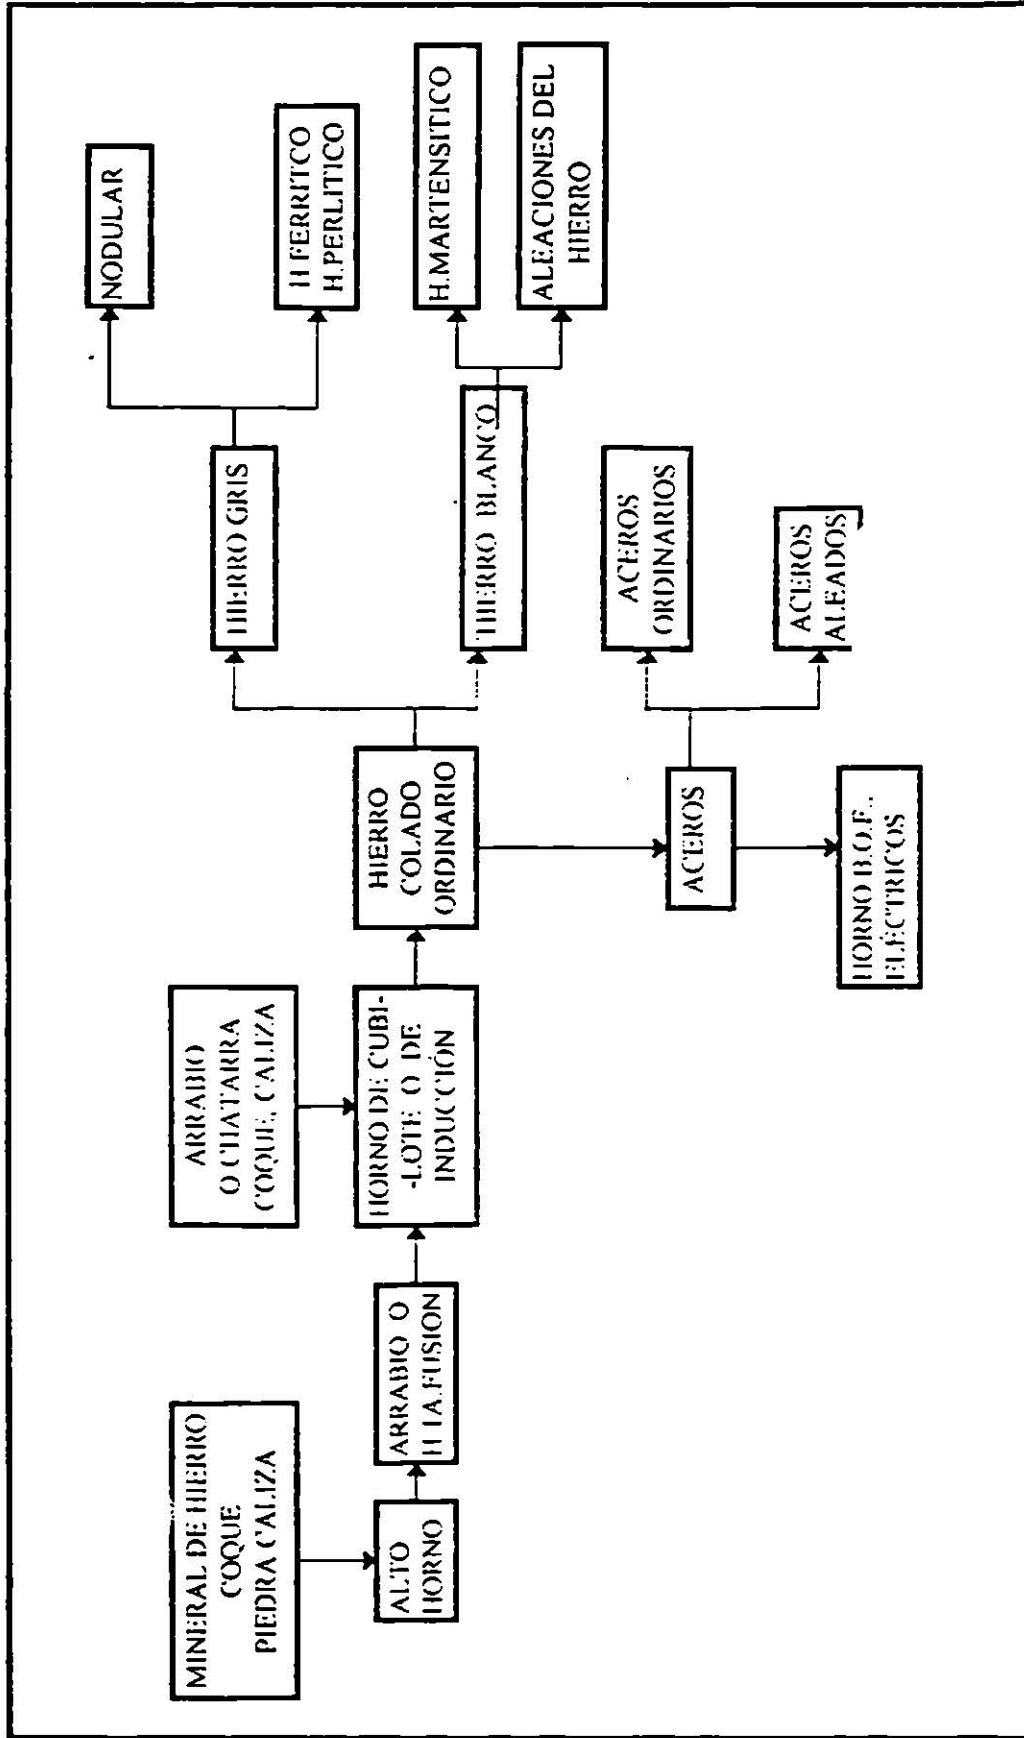 MINERAL DE HIERRO
COQUE
PIEDRA CALIZA
ALTO
HORNO
ARRABIO O
H 1A.FUSION
ARRABIO
O CHATARRA
COQUE, CALIZA
HORNO DE CUBI-
-LOTE O DE
INDUCCIÓN
HIERRO
COLADO
ORDINARIO
HIERRO GRIS
NODULAR
H FERRITCO
H.PERLITICO
HIERRO BLANCO
H.MARTENSITICO
ALEACIONES DEL
HIERRO
ACEROS
ACEROS
ORDINARIOS
ACEROS
ALEADOS
HORNO B.O.F.,
ELÉCTRICOS